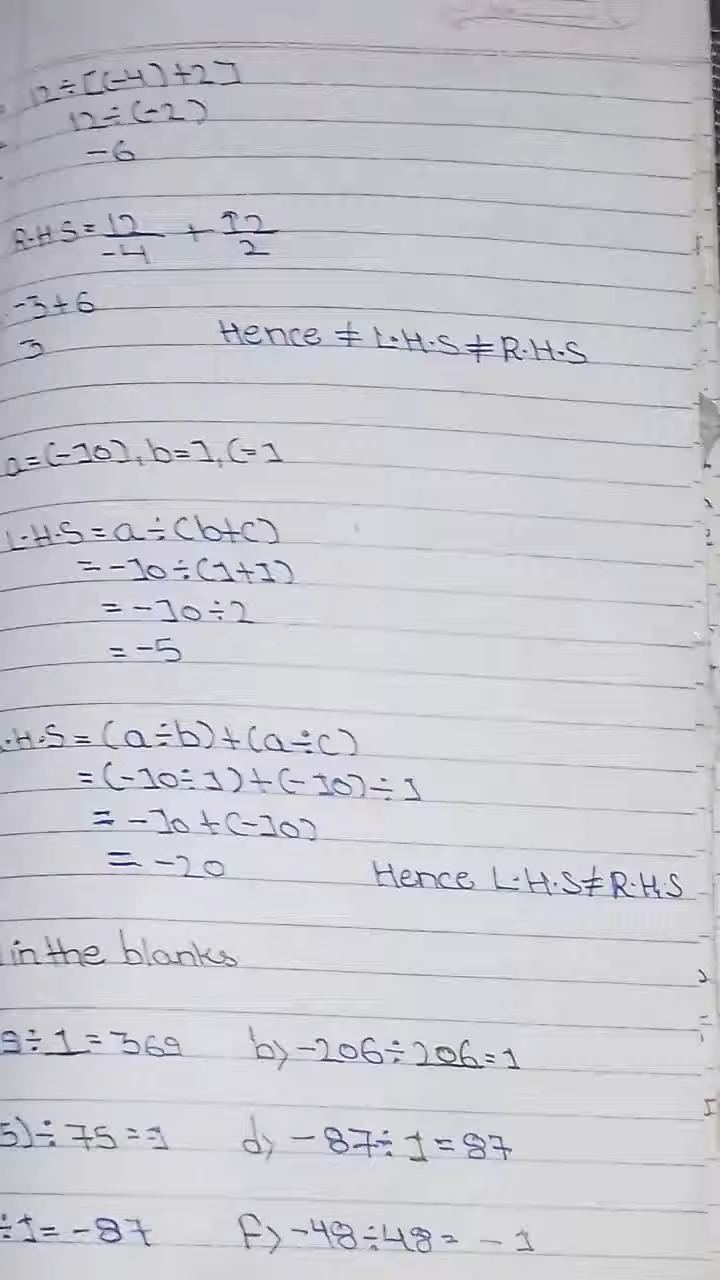 12÷[(-4)+2]
12÷(-2)
-6
R.H.S=12/-4 + 12/2
-3+6
3 Hence ≠ L.H.S≠R.H.S
a=(-10), b=1, c=1
L.H.S=a÷(b+c)
=-10÷(1+1)
=-10÷2
=-5
.H.S=(a÷b)+(a÷c)
=(-10÷1)+(-10)÷1
=-10+(-10)
=-20 Hence L.H.S≠R.H.S
in the blanks
9÷1=369 b) -206÷206=1
5)÷75=-1 d) -87÷1=87
÷1=-87 F) -48÷48= -1